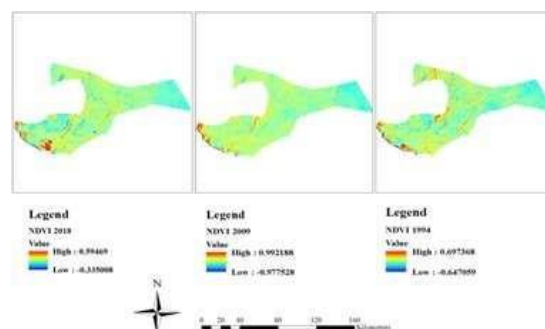 Legend
NDVI 2018
Value
High : 0.59469
Low : -0.335008
Legend
NDVI 2009
Value
High : 0.992188
Low : -0.977528
Legend
NDVI 1994
Value
High : 0.697368
Low : -0.647059
N
0 20 40 80 120 160